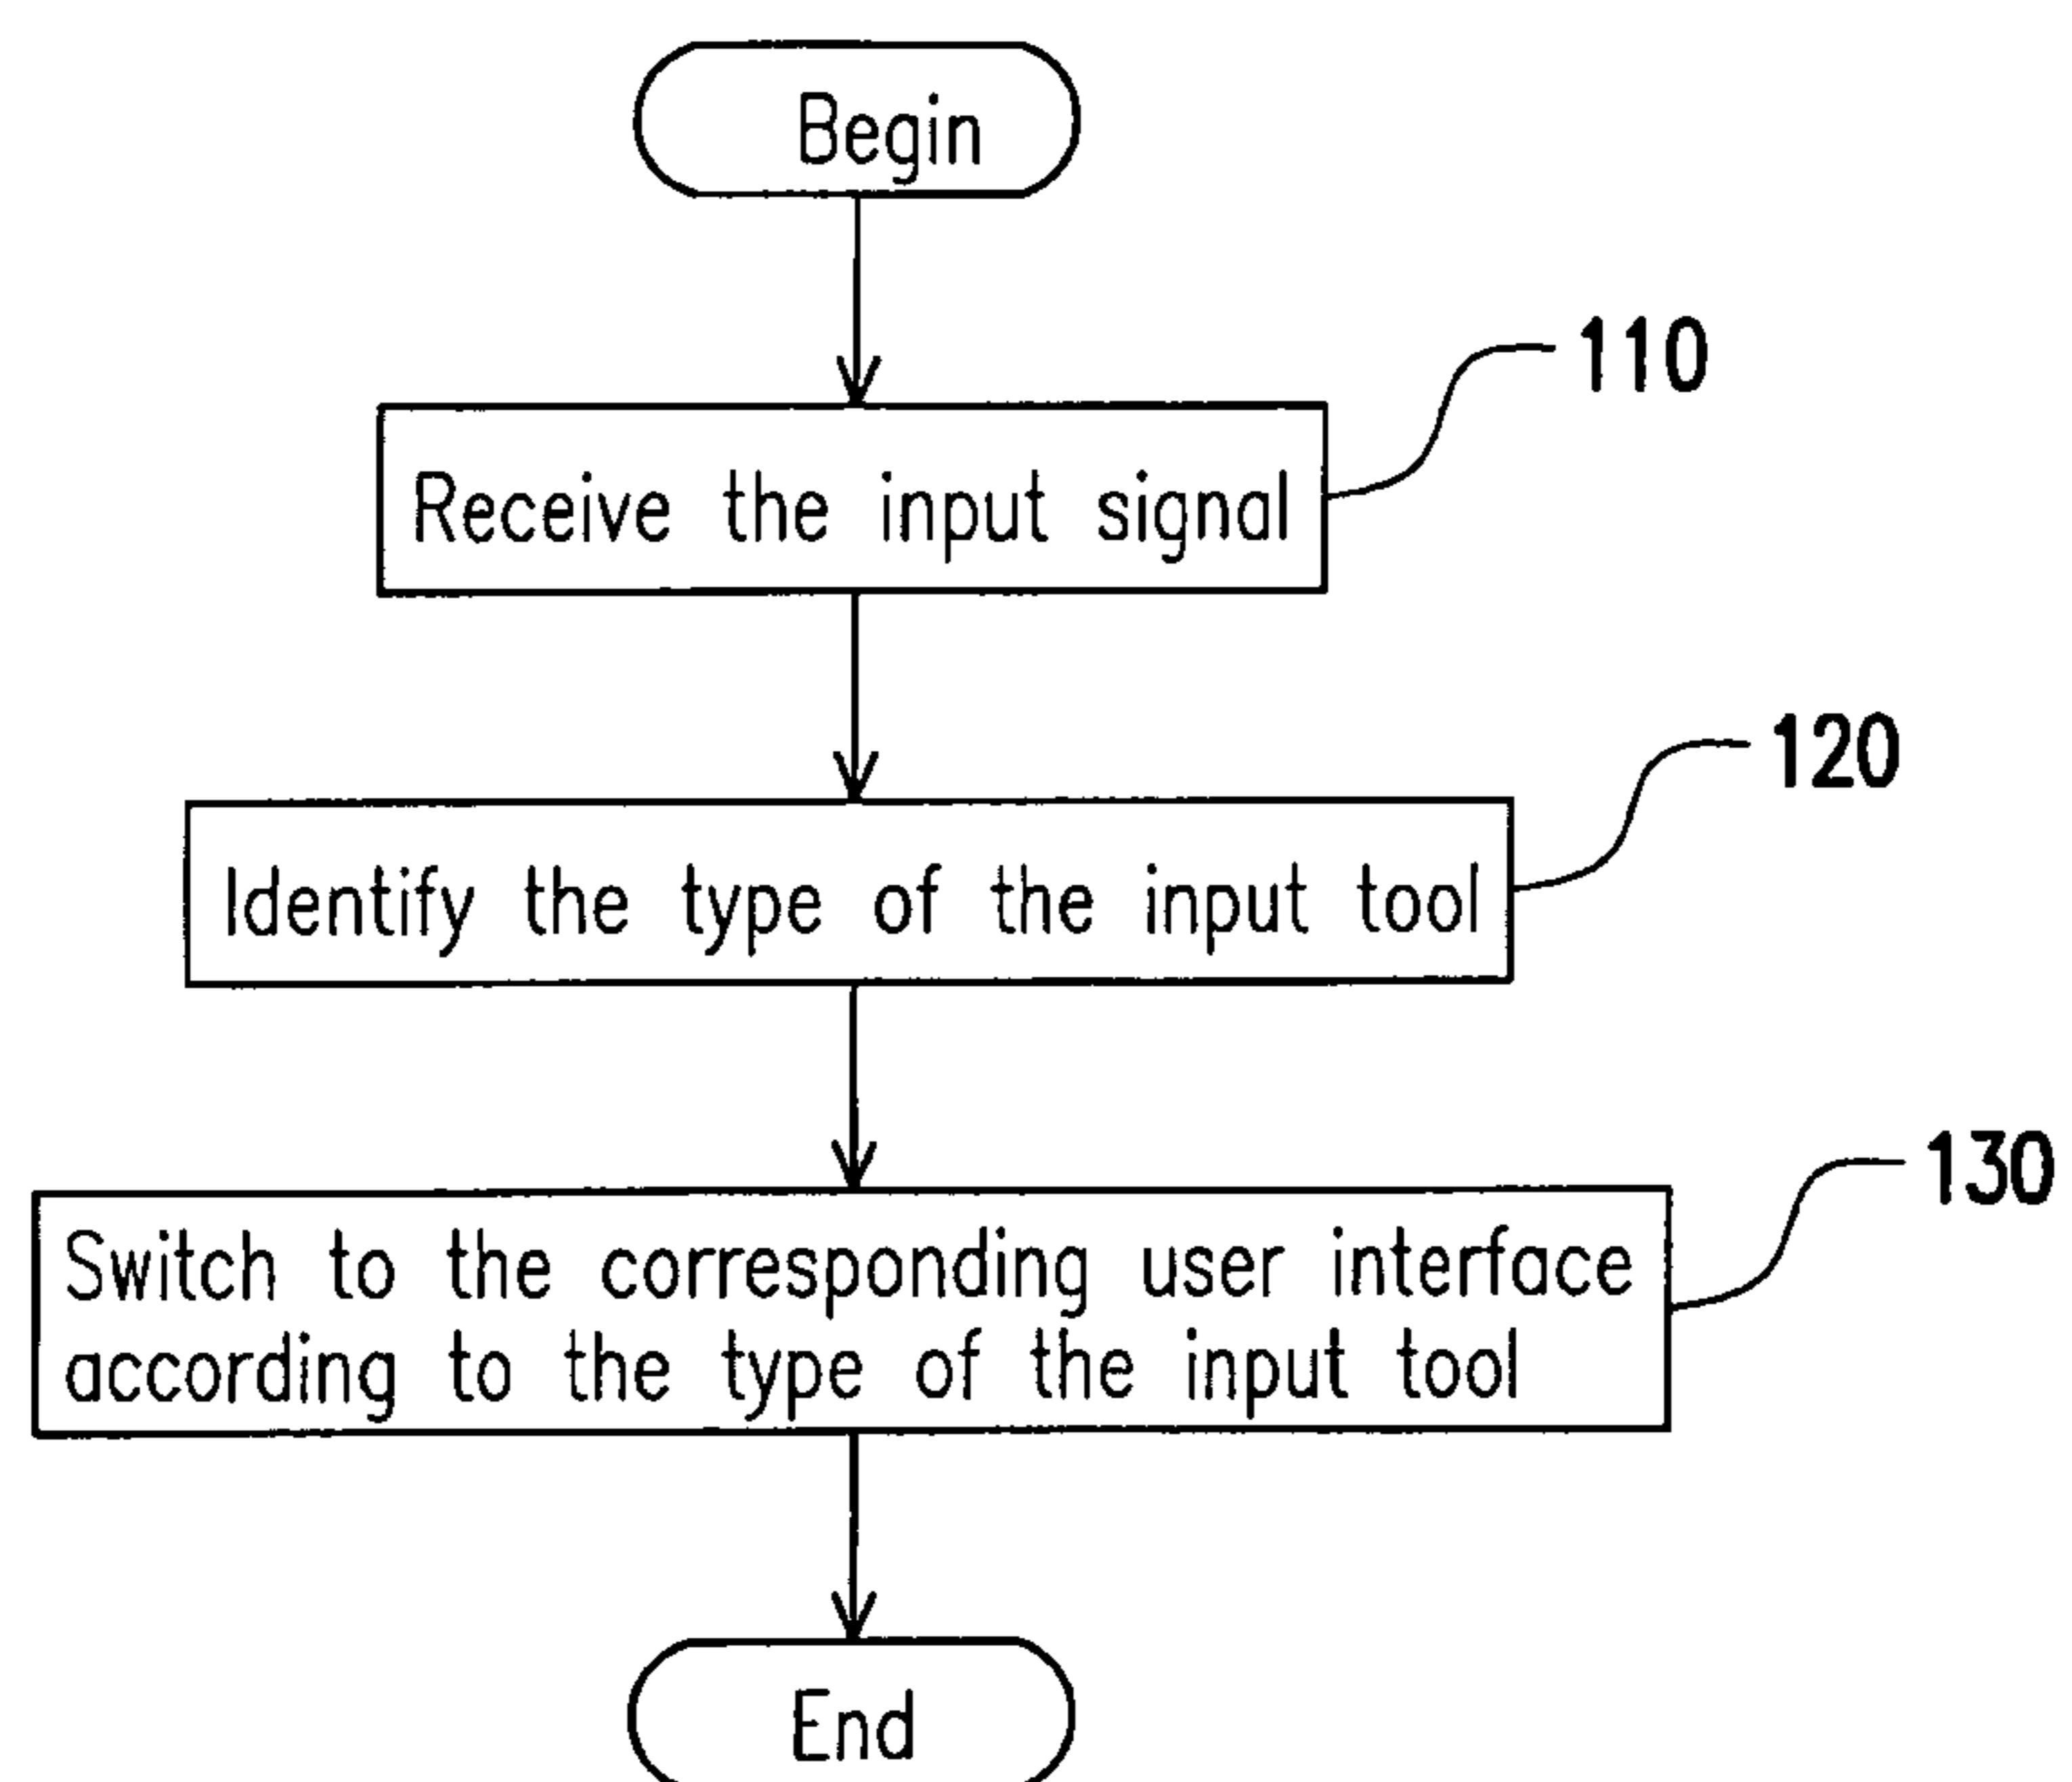 Begin
110
Receive the input signal
120
Identify the type of the input tool
130
Switch to the corresponding user interface
according to the type of the input tool
End